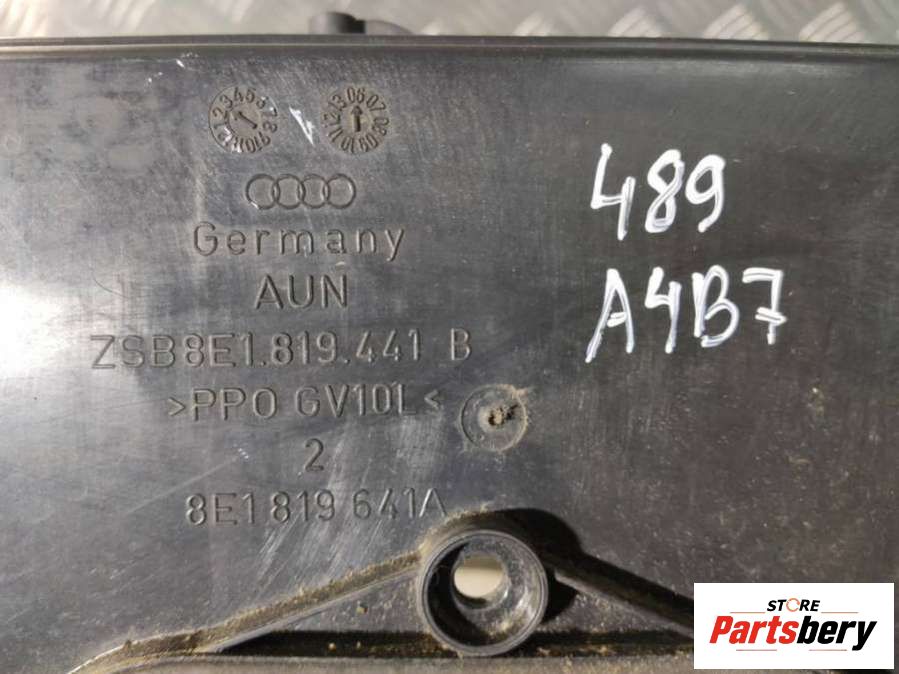 Germany
AUN
ZSB8E1.819.441 B
>PPO GV10L<
2
8E1 819 641A
489
A4B7
STORE
Partsbery